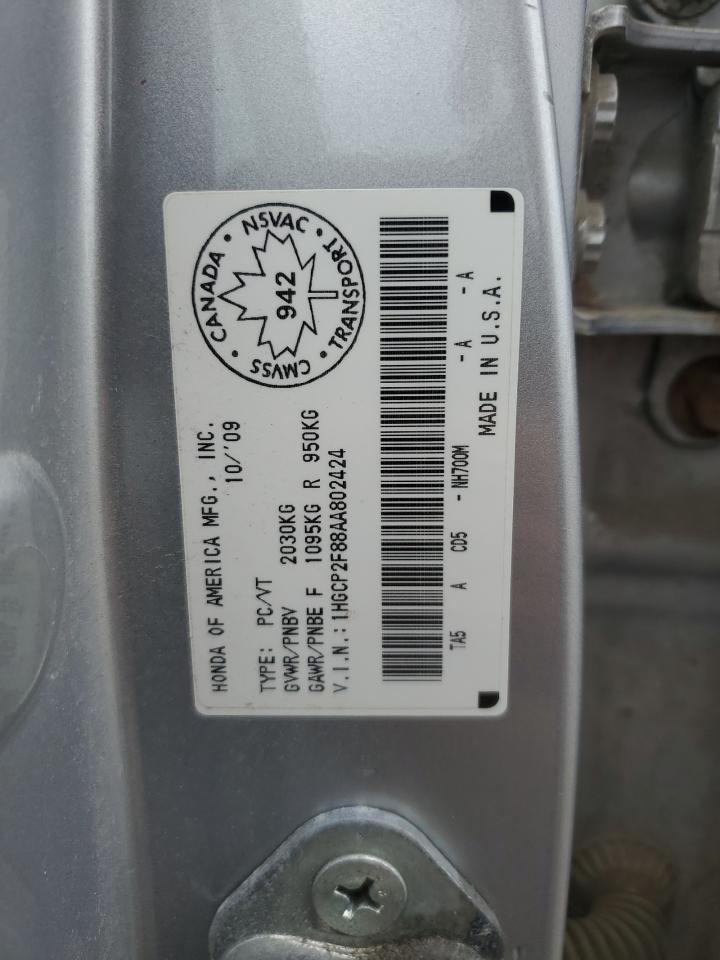 HONDA OF AMERICA MFG., INC.
10/'09
TYPE: PC/VT
GVWR/PNBV 2030KG
GAWR/PNBE F 1095KG R 950KG
V.I.N.: 1HGCP2F88AA802424
CANADA • NSVAC • TRANSPORT • CMVSS •
942
TA5 A CD5 - NH700M - A - A
MADE IN U.S.A.